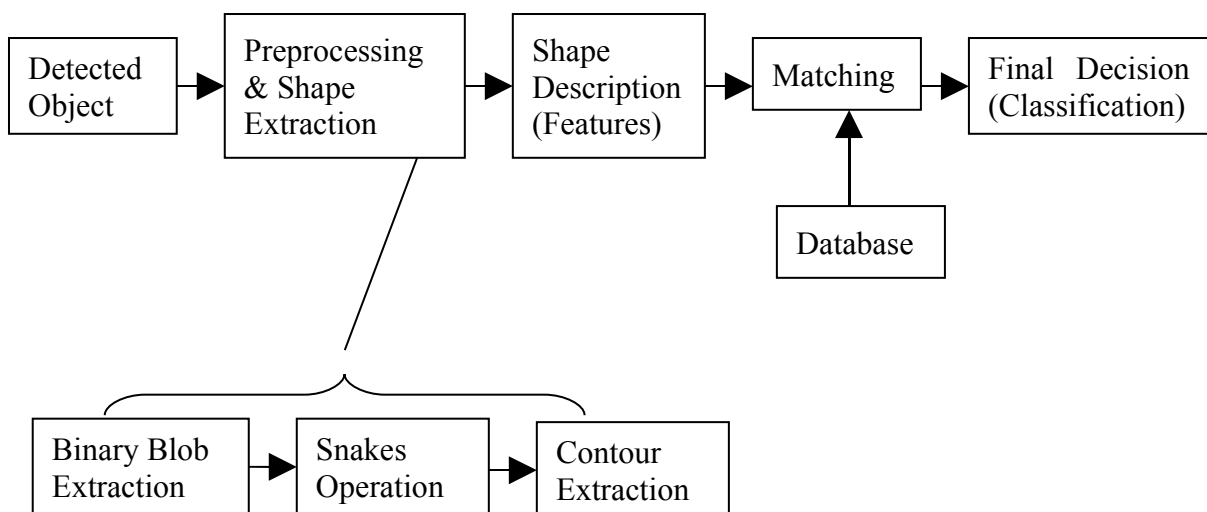 Detected
Object
Preprocessing
& Shape
Extraction
Shape
Description
(Features)
Matching
Final Decision
(Classification)
Database
Binary Blob
Extraction
Snakes
Operation
Contour
Extraction